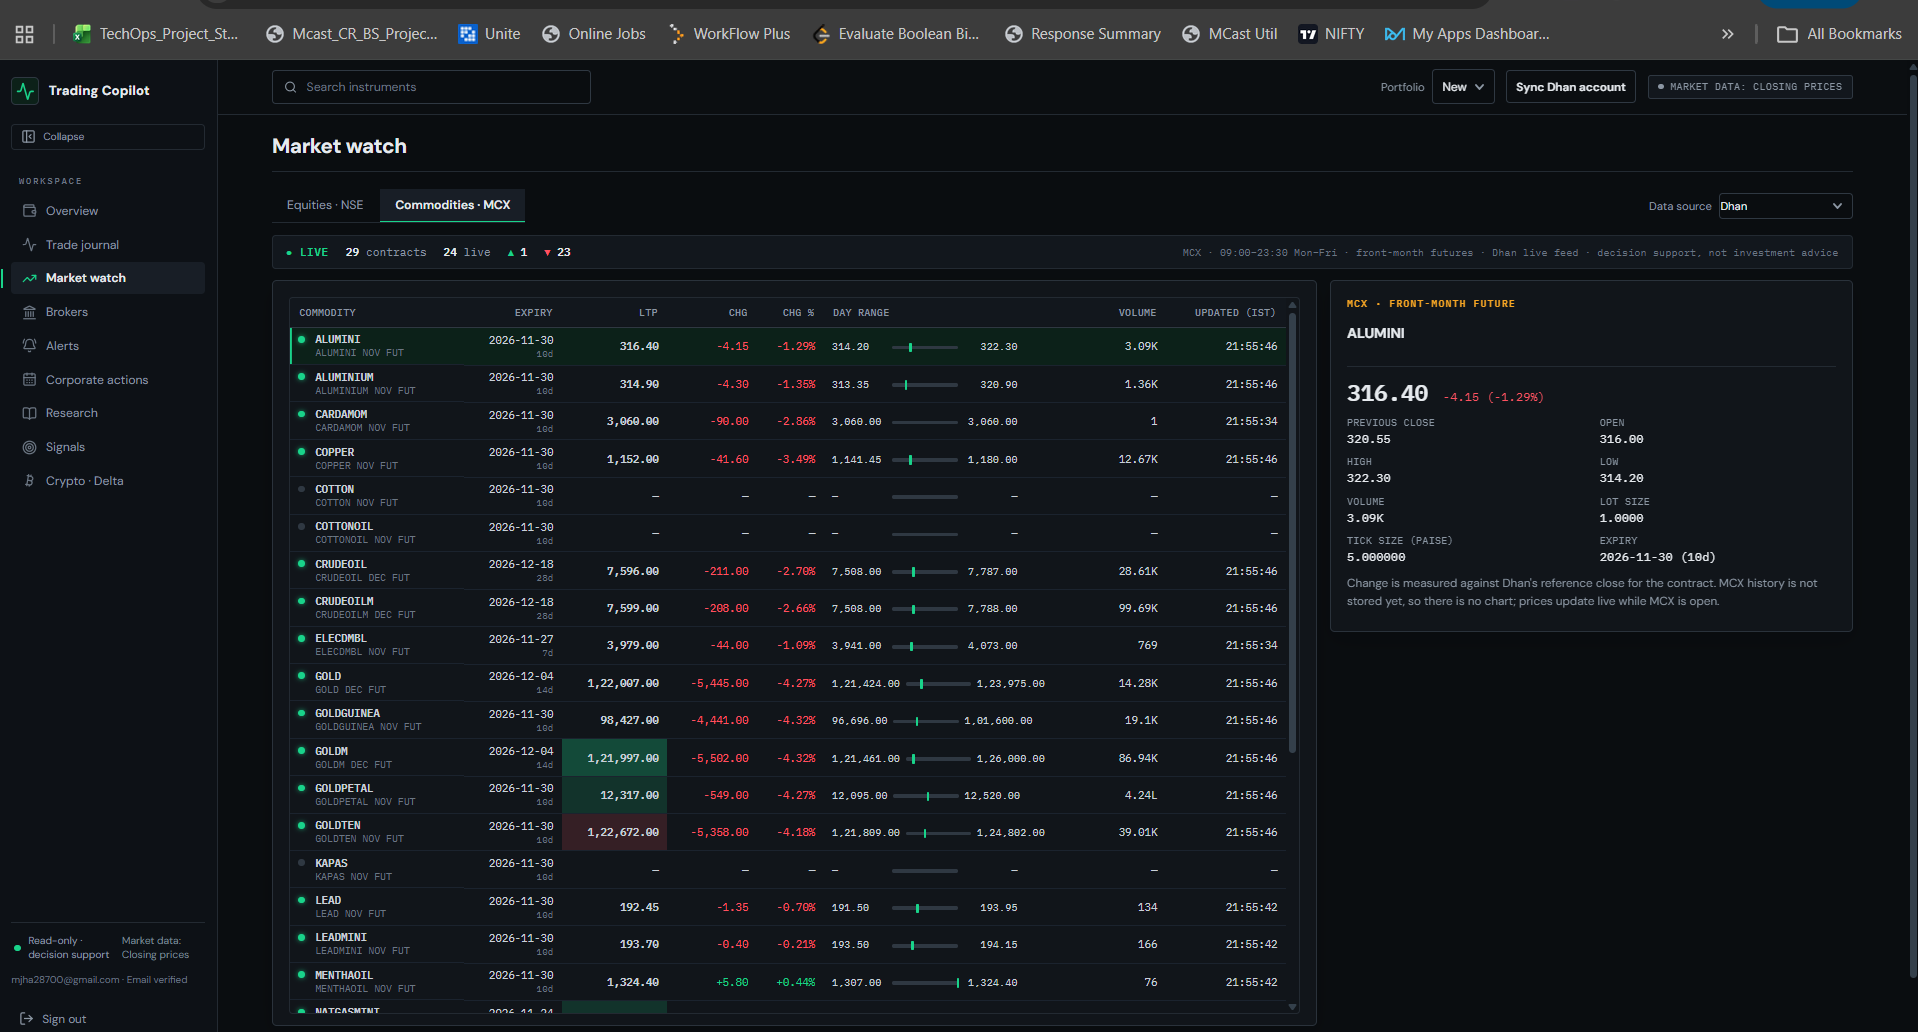 TechOps_Project_St...
Mcast_CR_BS_Projec...
Unite
Online Jobs
WorkFlow Plus
Evaluate Boolean Bi...
Response Summary
MCast Util
NIFTY
My Apps Dashboar...
All Bookmarks
Trading Copilot
Search instruments
Portfolio New Sync Dhan account MARKET DATA: CLOSING PRICES
Collapse
WORKSPACE
Overview
Trade journal
Market watch
Brokers
Alerts
Corporate actions
Research
Signals
Crypto · Delta
Read-only · decision support
Market data: Closing prices
mjha28700@gmail.com · Email verified
Sign out
Market watch
Equities · NSE Commodities · MCX
Data source Dhan
LIVE 29 contracts 24 live ▲ 1 ▼ 23
MCX · 09:00–23:30 Mon–Fri · front-month futures · Dhan live feed · decision support, not investment advice
COMMODITY EXPIRY LTP CHG CHG % DAY RANGE VOLUME UPDATED (IST)
ALUMINI 2026-11-30 316.40 -4.15 -1.29% 314.20 322.30 3.09K 21:55:46
ALUMINI NOV FUT 10d
ALUMINIUM 2026-11-30 314.90 -4.30 -1.35% 313.35 320.90 1.36K 21:55:46
ALUMINIUM NOV FUT 10d
CARDAMOM 2026-11-30 3,060.00 -90.00 -2.86% 3,060.00 3,060.00 1 21:55:34
CARDAMOM NOV FUT 10d
COPPER 2026-11-30 1,152.00 -41.60 -3.49% 1,141.45 1,180.00 12.67K 21:55:46
COPPER NOV FUT 10d
COTTON 2026-11-30 — — — — — — —
COTTON NOV FUT 10d
COTTONOIL 2026-11-30 — — — — — — —
COTTONOIL NOV FUT 10d
CRUDEOIL 2026-12-18 7,596.00 -211.00 -2.70% 7,508.00 7,787.00 28.61K 21:55:46
CRUDEOIL DEC FUT 28d
CRUDEOILM 2026-12-18 7,599.00 -208.00 -2.66% 7,508.00 7,788.00 99.69K 21:55:46
CRUDEOILM DEC FUT 28d
ELECDMBL 2026-11-27 3,979.00 -44.00 -1.09% 3,941.00 4,073.00 769 21:55:34
ELECDMBL NOV FUT 7d
GOLD 2026-12-04 1,22,007.00 -5,445.00 -4.27% 1,21,424.00 1,23,975.00 14.28K 21:55:46
GOLD DEC FUT 14d
GOLDGUINEA 2026-11-30 98,427.00 -4,441.00 -4.32% 96,696.00 1,01,600.00 19.1K 21:55:46
GOLDGUINEA NOV FUT 10d
GOLDM 2026-12-04 1,21,997.00 -5,502.00 -4.32% 1,21,461.00 1,26,000.00 86.94K 21:55:46
GOLDM DEC FUT 14d
GOLDPETAL 2026-11-30 12,317.00 -549.00 -4.27% 12,095.00 12,520.00 4.24L 21:55:46
GOLDPETAL NOV FUT 10d
GOLDTEN 2026-11-30 1,22,672.00 -5,358.00 -4.18% 1,21,809.00 1,24,802.00 39.01K 21:55:46
GOLDTEN NOV FUT 10d
KAPAS 2026-11-30 — — — — — — —
KAPAS NOV FUT 10d
LEAD 2026-11-30 192.45 -1.35 -0.70% 191.50 193.95 134 21:55:42
LEAD NOV FUT 10d
LEADMINI 2026-11-30 193.70 -0.40 -0.21% 193.50 194.15 166 21:55:42
LEADMINI NOV FUT 10d
MENTHAOIL 2026-11-30 1,324.40 +5.80 +0.44% 1,307.00 1,324.40 76 21:55:42
MENTHAOIL NOV FUT 10d
NATGASMINT 2026-11-24
MCX · FRONT-MONTH FUTURE
ALUMINI
316.40 -4.15 (-1.29%)
PREVIOUS CLOSE OPEN
320.55 316.00
HIGH LOW
322.30 314.20
VOLUME LOT SIZE
3.09K 1.0000
TICK SIZE (PAISE) EXPIRY
5.000000 2026-11-30 (10d)
Change is measured against Dhan's reference close for the contract. MCX history is not
stored yet, so there is no chart; prices update live while MCX is open.